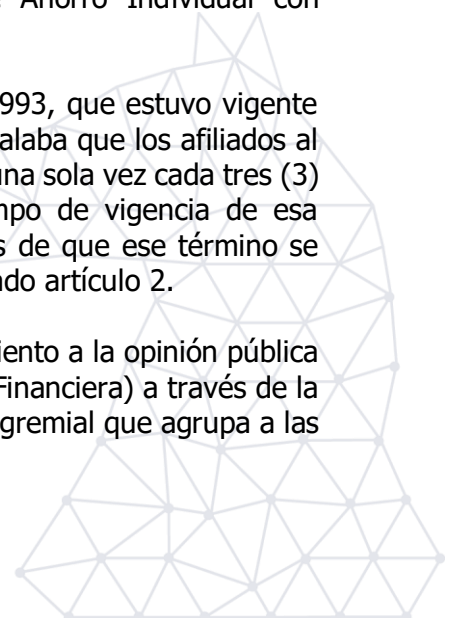 Ahorro Individual con
993, que estuvo vigente
alaba que los afiliados al
una sola vez cada tres (3)
mpo de vigencia de esa
s de que ese término se
ado artículo 2.
iento a la opinión pública
Financiera) a través de la
gremial que agrupa a las